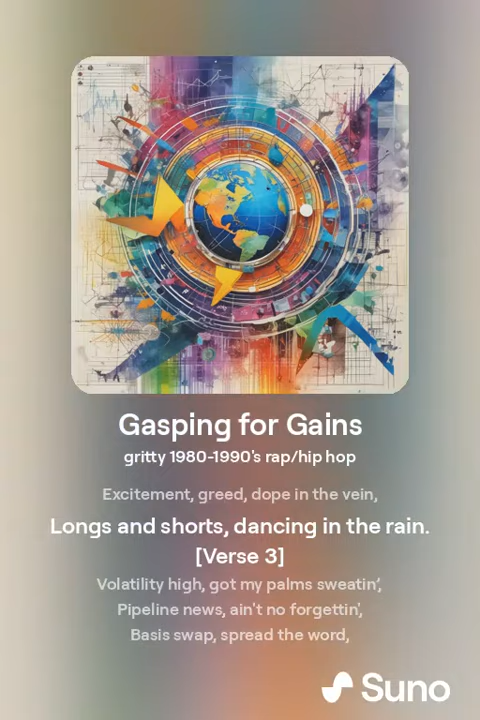 Gasping for Gains
gritty 1980-1990's rap/hip hop
Excitement, greed, dope in the vein,
Longs and shorts, dancing in the rain.
[Verse 3]
Volatility high, got my palms sweatin',
Pipeline news, ain't no forgettin',
Basis swap, spread the word,
Suno